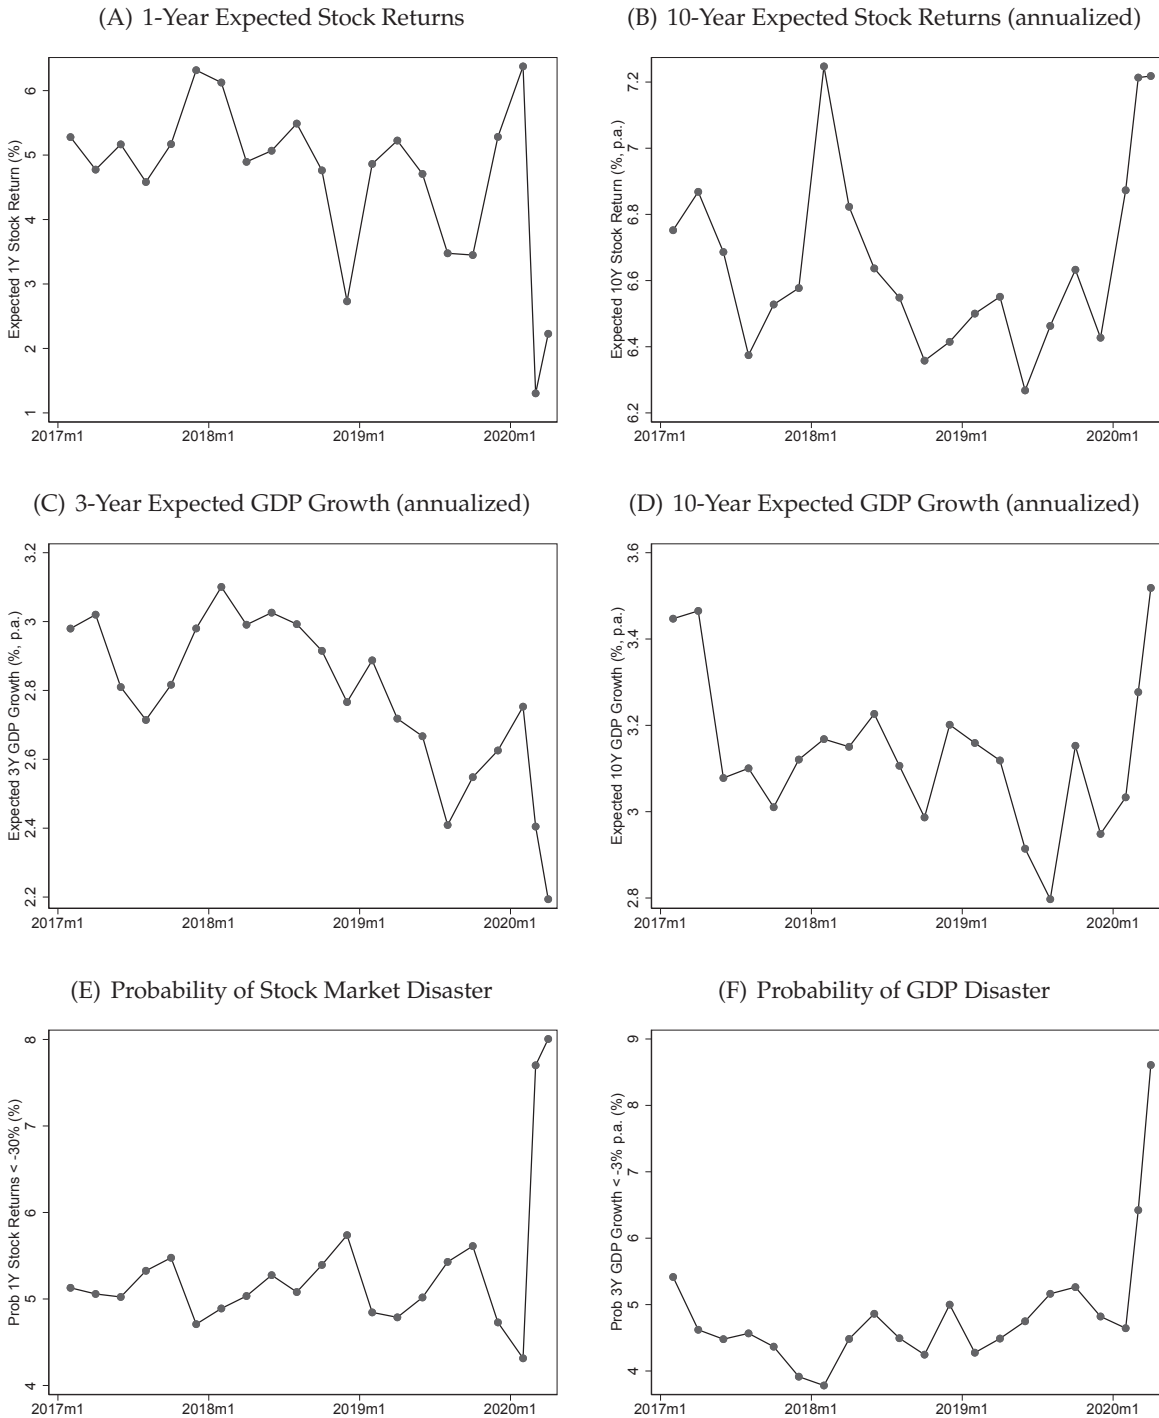 (A) 1-Year Expected Stock Returns
Expected 1Y Stock Return (%)
6
5
4
3
2
1
2017m1 2018m1 2019m1 2020m1
(B) 10-Year Expected Stock Returns (annualized)
Expected 10Y Stock Return (%, p.a.)
7.2
7
6.8
6.6
6.4
6.2
2017m1 2018m1 2019m1 2020m1
(C) 3-Year Expected GDP Growth (annualized)
Expected 3Y GDP Growth (%, p.a.)
3.2
3
2.8
2.6
2.4
2.2
2017m1 2018m1 2019m1 2020m1
(D) 10-Year Expected GDP Growth (annualized)
Expected 10Y GDP Growth (%, p.a.)
3.6
3.4
3.2
3
2.8
2017m1 2018m1 2019m1 2020m1
(E) Probability of Stock Market Disaster
Prob 1Y Stock Returns < -30% (%)
8
7
6
5
4
2017m1 2018m1 2019m1 2020m1
(F) Probability of GDP Disaster
Prob 3Y GDP Growth < -3% p.a. (%)
9
8
7
6
5
4
2017m1 2018m1 2019m1 2020m1